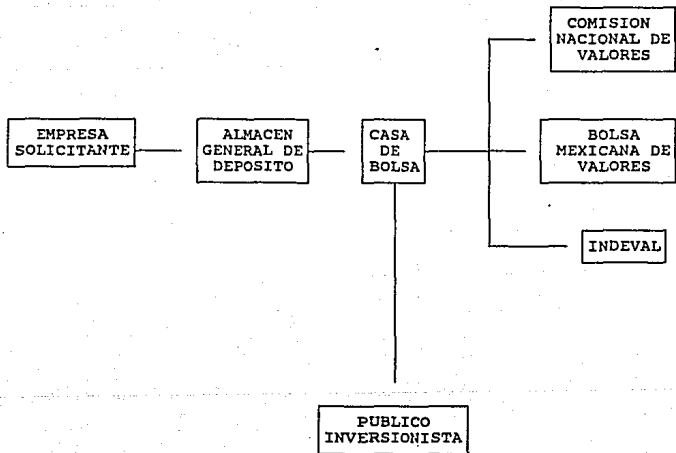 COMISION
NACIONAL DE
VALORES
EMPRESA
SOLICITANTE
ALMACEN
GENERAL DE
DEPOSITO
CASA
DE
BOLSA
BOLSA
MEXICANA DE
VALORES
INDEVAL
PUBLICO
INVERSIONISTA